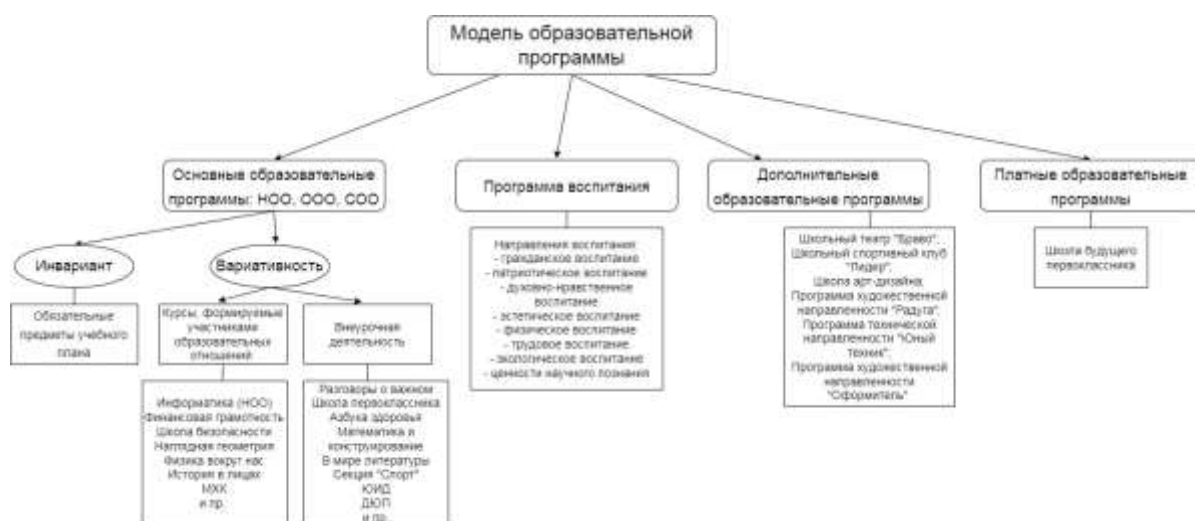 Модель образовательной
программы
Основные образовательные
программы: НОО, ООО, СОО
Программа воспитания
Дополнительные
образовательные программы
Платные образовательные
программы
Инвариант
Вариативность
Обязательные
предметы учебного
плана
Курсы, формируемые
участниками
образовательных
отношений
Внеурочная
деятельность
Информатика (НОО)
Финансовая грамотность
Школа безопасности
Наглядная геометрия
Физика вокруг нас
История в лицах
МХК
и пр.
Разговоры о важном
Школа первоклассника
Азбука здоровья
Математика и
конструирование
В мире литературы
Секция "Спорт"
ЮИД
ДЮП
и пр.
Направления воспитания:
- гражданское воспитание
- патриотическое воспитание
- духовно-нравственное
воспитание
- эстетическое воспитание
- физическое воспитание
- трудовое воспитание
- экологическое воспитание
- ценности научного познания
Школьный театр "Браво";
Школьный спортивный клуб
"Лидер";
Школа арт-дизайна;
Программа художественной
направленности "Радуга";
Программа технической
направленности "Юный
техник";
Программа художественной
направленности
"Оформитель"
Школа будущего
первоклассника